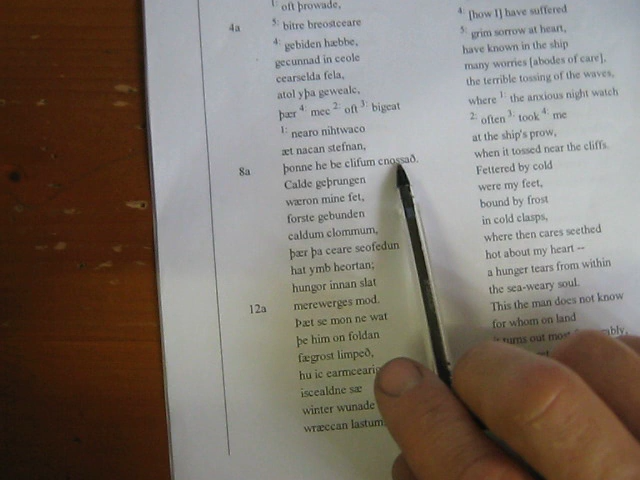 1: oft þrowade,
4a 5: bitre breostceare
4: gebiden hæbbe,
gecunnad in ceole
cearselda fela,
atol yþa gewealc,
þær 4: mec 2: oft 3: bigeat
1: nearo nihtwaco
æt nacan stefnan,
8a þonne he be clifum cnossað.
Calde geþrungen
wæron mine fet,
forste gebunden
caldum clommum,
þær þa ceare seofedun
hat ymb heortan;
hungor innan slat
12a merewerges mod.
Þæt se mon ne wat
þe him on foldan
fægrost limpeð,
hu ic
iscealdne sæ
winter wunade
wræccan lastum,
4: [how I] have suffered
5: grim sorrow at heart,
have known in the ship
many worries [abodes of care],
the terrible tossing of the waves,
where 1: the anxious night watch
2: often 3: took 4: me
at the ship's prow,
when it tossed near the cliffs.
Fettered by cold
were my feet,
bound by frost
in cold clasps,
where then cares seethed
hot about my heart --
a hunger tears from within
the sea-weary soul.
This the man does not know
for whom on land
it turns out most